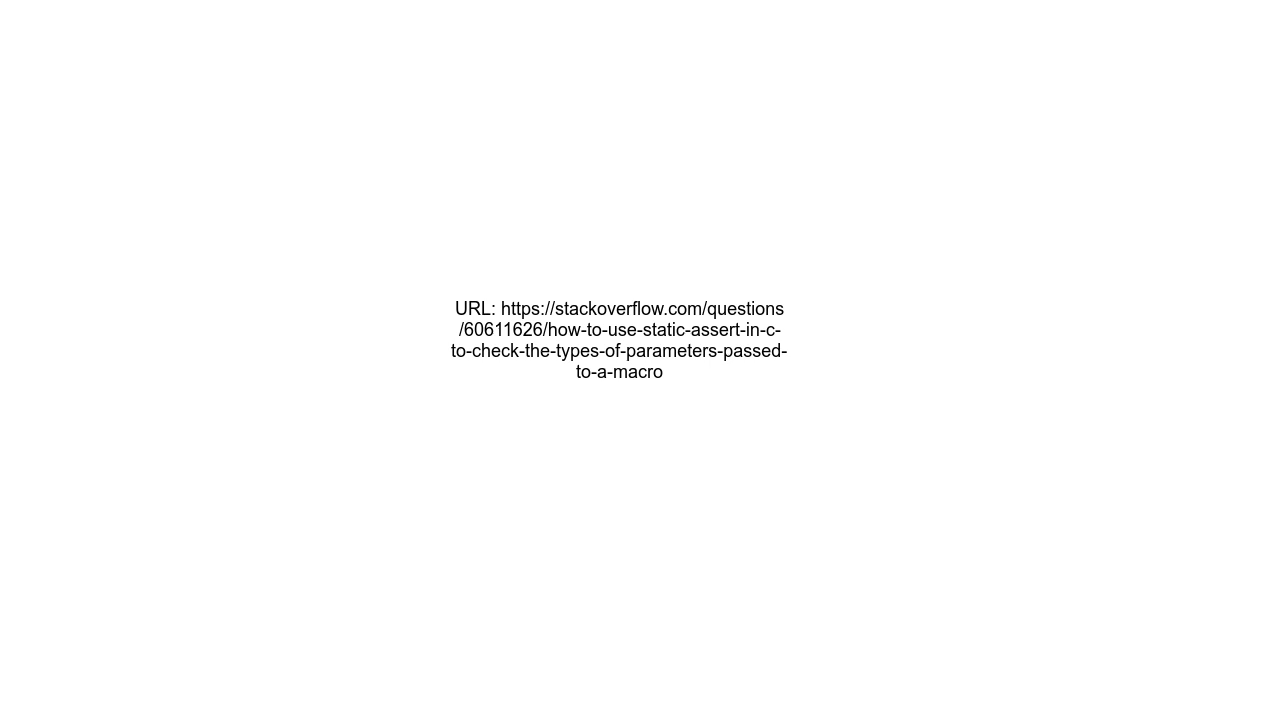 URL: https://stackoverflow.com/questions
/60611626/how-to-use-static-assert-in-c-
to-check-the-types-of-parameters-passed-
to-a-macro